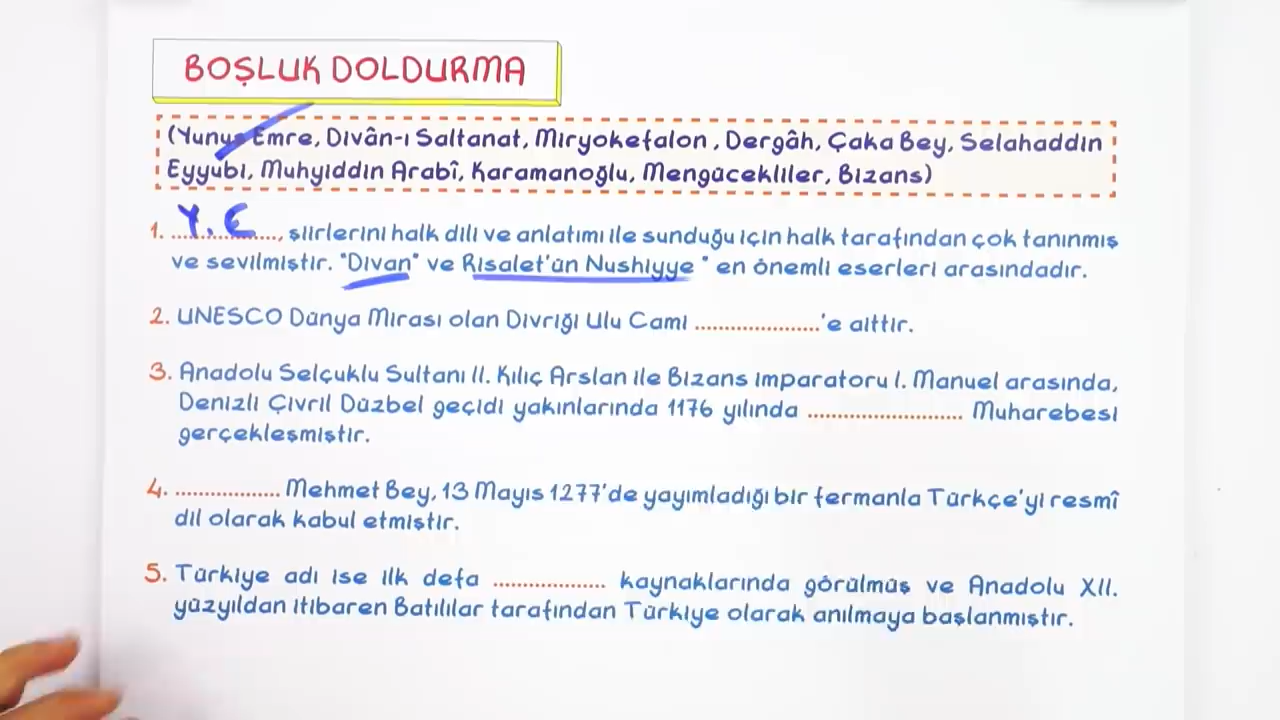 BOŞLUK DOLDURMA
(Yunus Emre, Divân-ı Saltanat, Miryokefalon, Dergâh, Çaka Bey, Selahaddin
Eyyubi, Muhyiddin Arabî, Karamanoğlu, Mengücekliler, Bizans)
1. Y. E ................, şiirlerini halk dili ve anlatımı ile sunduğu için halk tarafından çok tanınmış
ve sevilmiştir. "Divan" ve Risalet'ün Nushiyye " en önemli eserleri arasındadır.
2. UNESCO Dünya Mirası olan Divriği Ulu Cami ...................'e aittir.
3. Anadolu Selçuklu Sultanı II. Kılıç Arslan ile Bizans imparatoru I. Manuel arasında,
Denizli Çivril Düzbel geçidi yakınlarında 1176 yılında ........................ Muharebesi
gerçekleşmiştir.
4. ................ Mehmet Bey, 13 Mayıs 1277'de yayımladığı bir fermanla Türkçe'yi resmî
dil olarak kabul etmiştir.
5. Türkiye adı ise ilk defa ................. kaynaklarında görülmüş ve Anadolu XII.
yüzyıldan itibaren Batılılar tarafından Türkiye olarak anılmaya başlanmıştır.